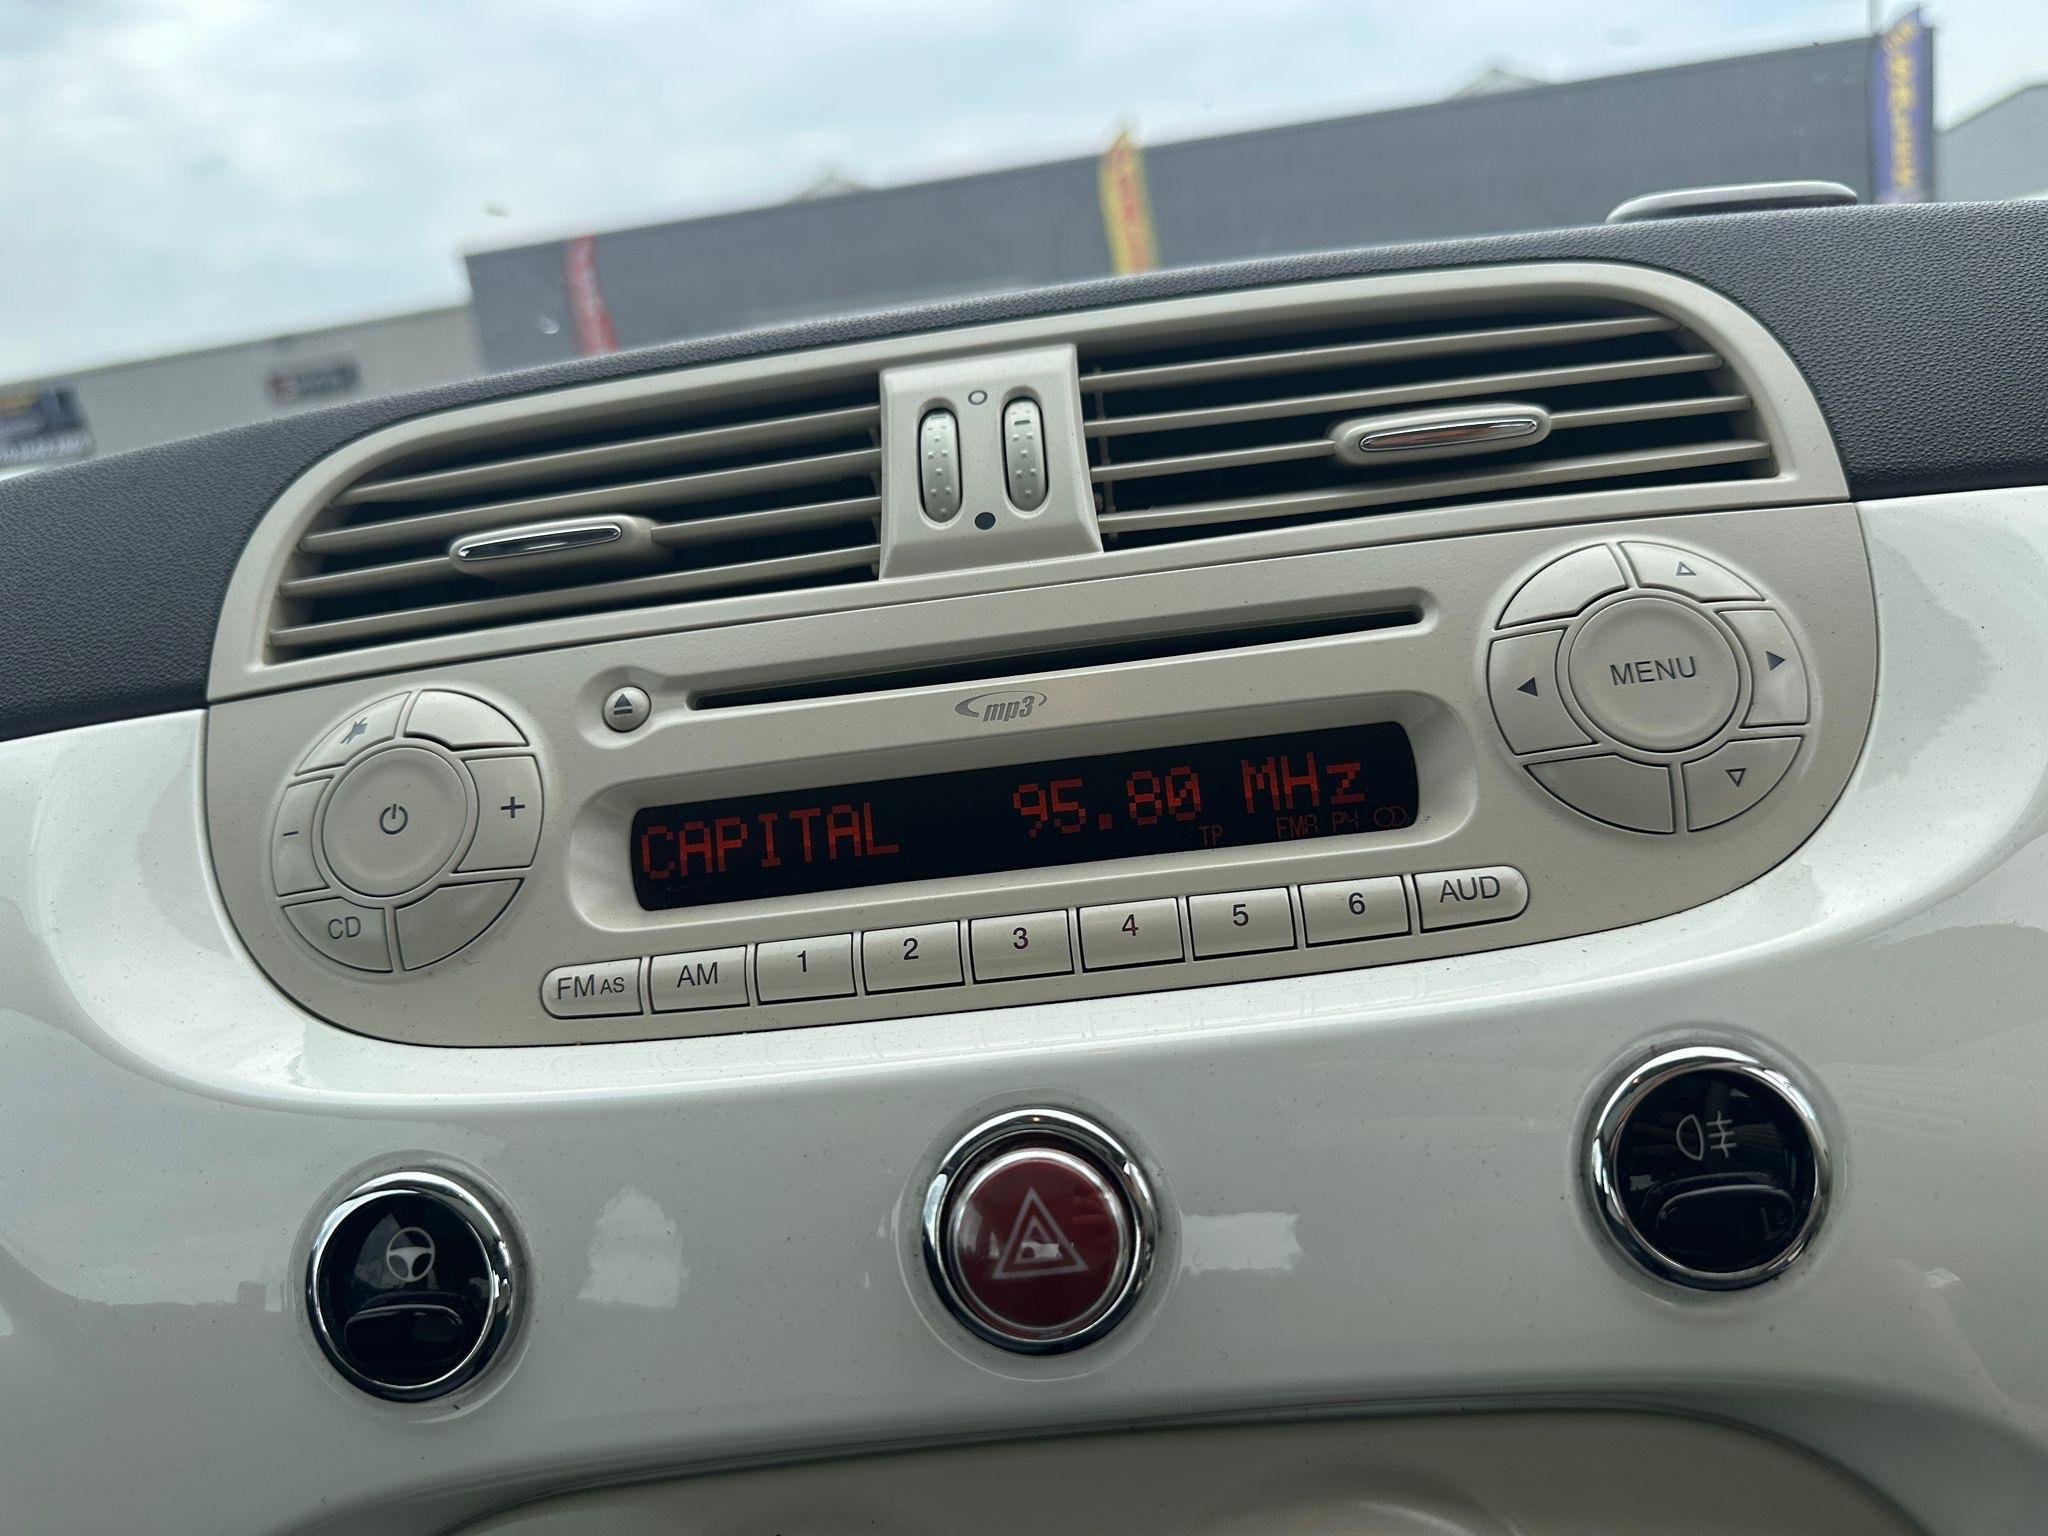 mp3
MENU
CAPITAL 95.80 MHz
TP FMA P4
CD
FM AS AM 1 2 3 4 5 6 AUD